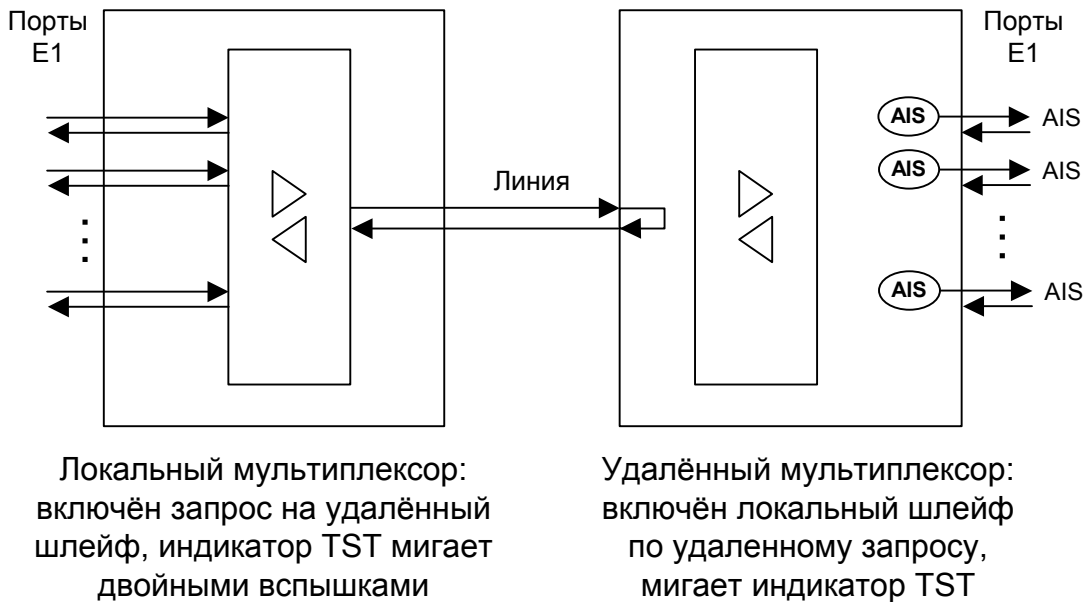 Порты
E1
Порты
E1
AIS
AIS
AIS
AIS
Линия
AIS
AIS
Локальный мультиплексор:
включён запрос на удалённый
шлейф, индикатор TST мигает
двойными вспышками
Удалённый мультиплексор:
включён локальный шлейф
по удаленному запросу,
мигает индикатор TST